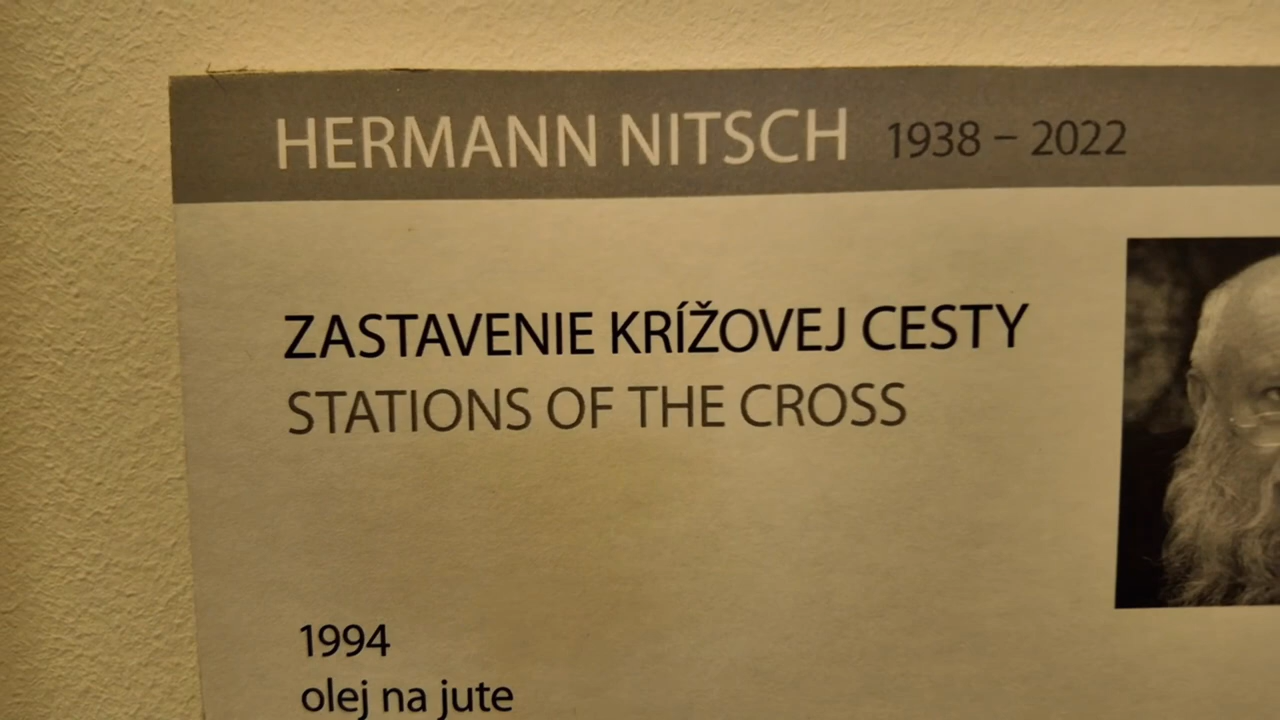 HERMANN NITSCH 1938 – 2022
ZASTAVENIE KRÍŽOVEJ CESTY
STATIONS OF THE CROSS
1994
olej na jute